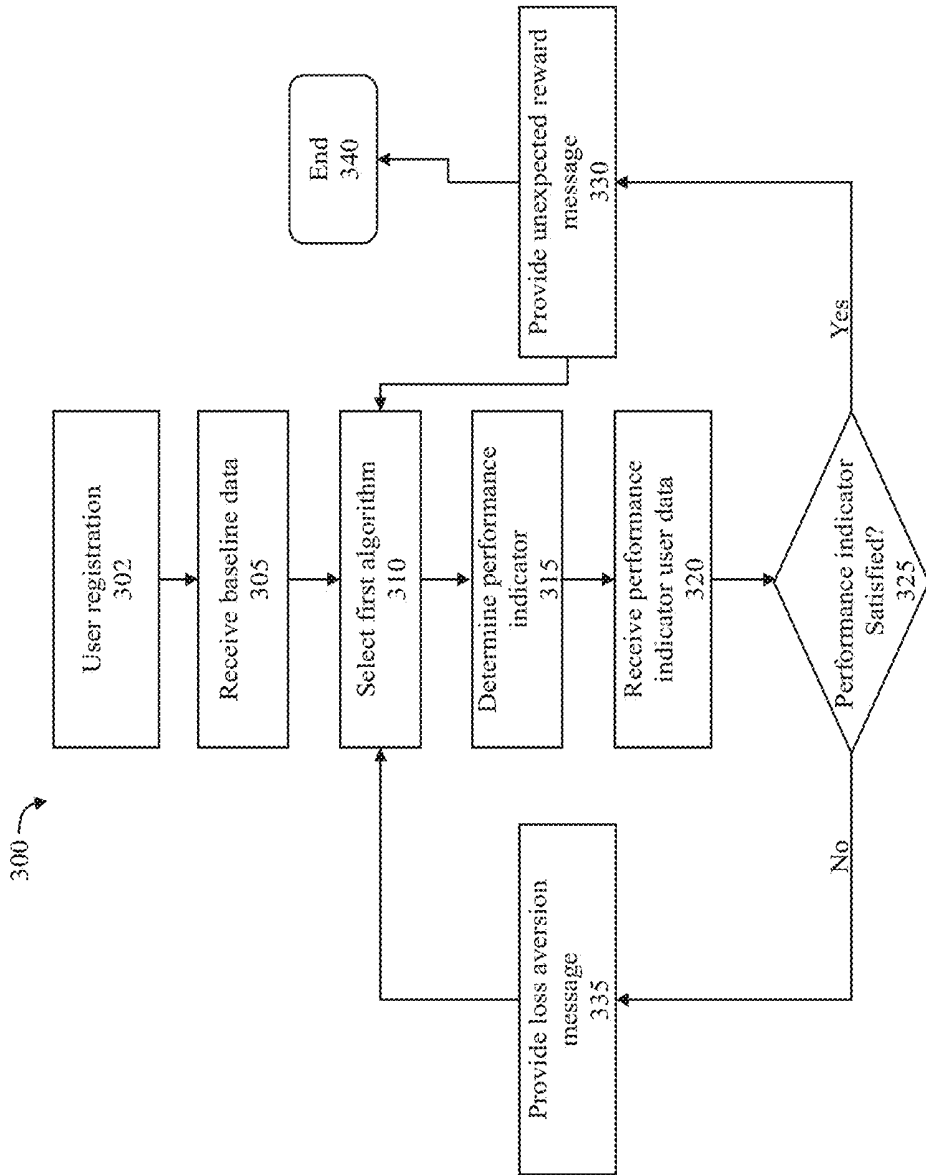 300
User registration
302
Receive baseline data
305
Select first algorithm
310
Determine performance
indicator
315
Receive performance
indicator user data
320
Performance indicator
Satisfied?
325
No
Yes
Provide loss aversion
message
335
Provide unexpected reward
message
330
End
340